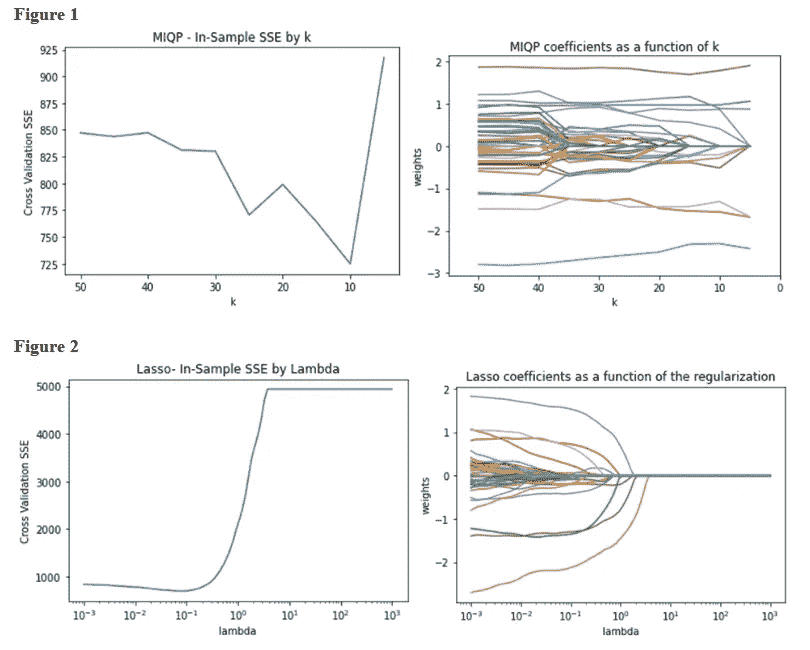 Figure 1
MIQP - In-Sample SSE by k
Cross Validation SSE
925
900
875
850
825
800
775
750
725
50 40 30 20 10
k
MIQP coefficients as a function of k
weights
2
1
0
−1
−2
−3
50 40 30 20 10 0
k
Figure 2
Lasso- In-Sample SSE by Lambda
Cross Validation SSE
5000
4000
3000
2000
1000
10⁻³ 10⁻² 10⁻¹ 10⁰ 10¹ 10² 10³
lambda
Lasso coefficients as a function of the regularization
weights
2
1
0
−1
−2
10⁻³ 10⁻² 10⁻¹ 10⁰ 10¹ 10² 10³
lambda